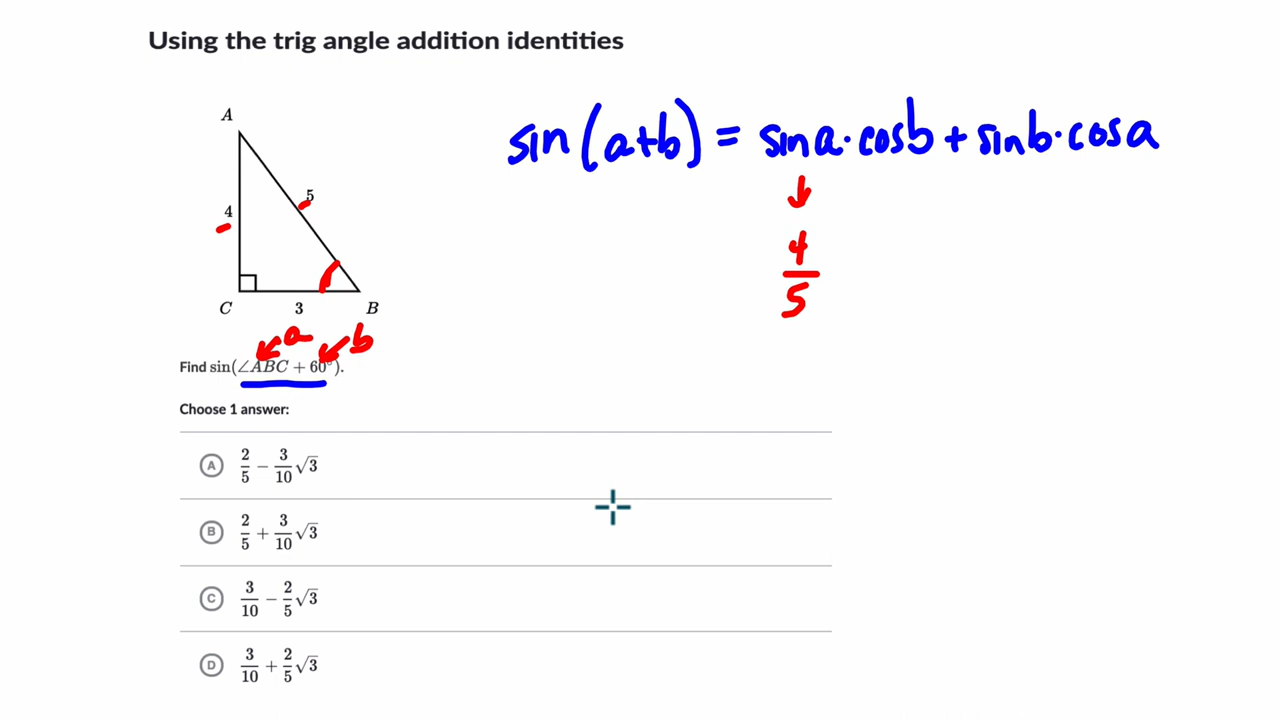 Using the trig angle addition identities
A
sin(a+b) = sin a · cos b + sin b · cos a
5
4
4/5
C 3 B
a b
Find sin(∠ABC + 60°).
Choose 1 answer:
A 2/5 − 3/10 √3
B 2/5 + 3/10 √3
C 3/10 − 2/5 √3
D 3/10 + 2/5 √3